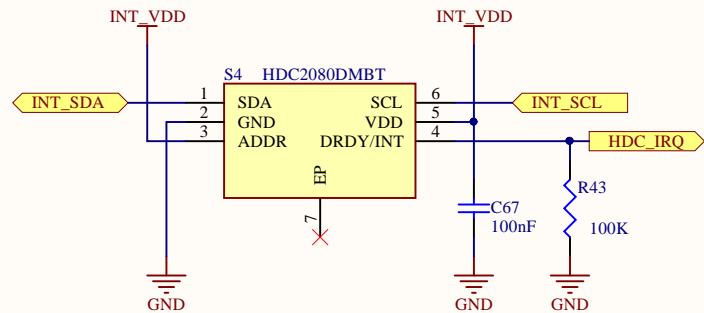 INT_VDD
INT_VDD
S4 HDC2080DMBT
INT_SDA
1
SDA
SCL
6
INT_SCL
2
GND
VDD
5
3
ADDR
DRDY/INT
4
HDC_IRQ
EP
7
C67
100nF
R43
100K
GND
GND
GND